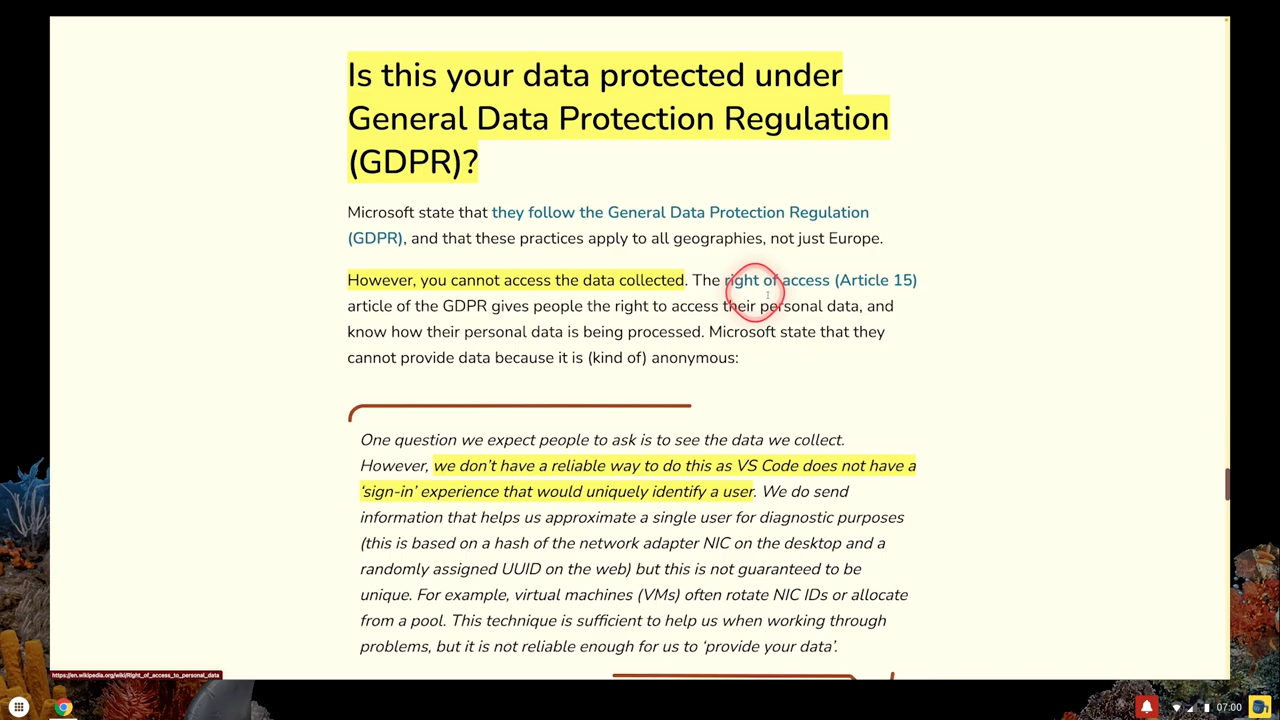 Is this your data protected under
General Data Protection Regulation
(GDPR)?
Microsoft state that they follow the General Data Protection Regulation
(GDPR), and that these practices apply to all geographies, not just Europe.
However, you cannot access the data collected. The right of access (Article 15)
article of the GDPR gives people the right to access their personal data, and
know how their personal data is being processed. Microsoft state that they
cannot provide data because it is (kind of) anonymous:
One question we expect people to ask is to see the data we collect.
However, we don’t have a reliable way to do this as VS Code does not have a
‘sign-in’ experience that would uniquely identify a user. We do send
information that helps us approximate a single user for diagnostic purposes
(this is based on a hash of the network adapter NIC on the desktop and a
randomly assigned UUID on the web) but this is not guaranteed to be
unique. For example, virtual machines (VMs) often rotate NIC IDs or allocate
from a pool. This technique is sufficient to help us when working through
problems, but it is not reliable enough for us to ‘provide your data’.
https://en.wikipedia.org/wiki/Right_of_access_to_personal_data
07:00